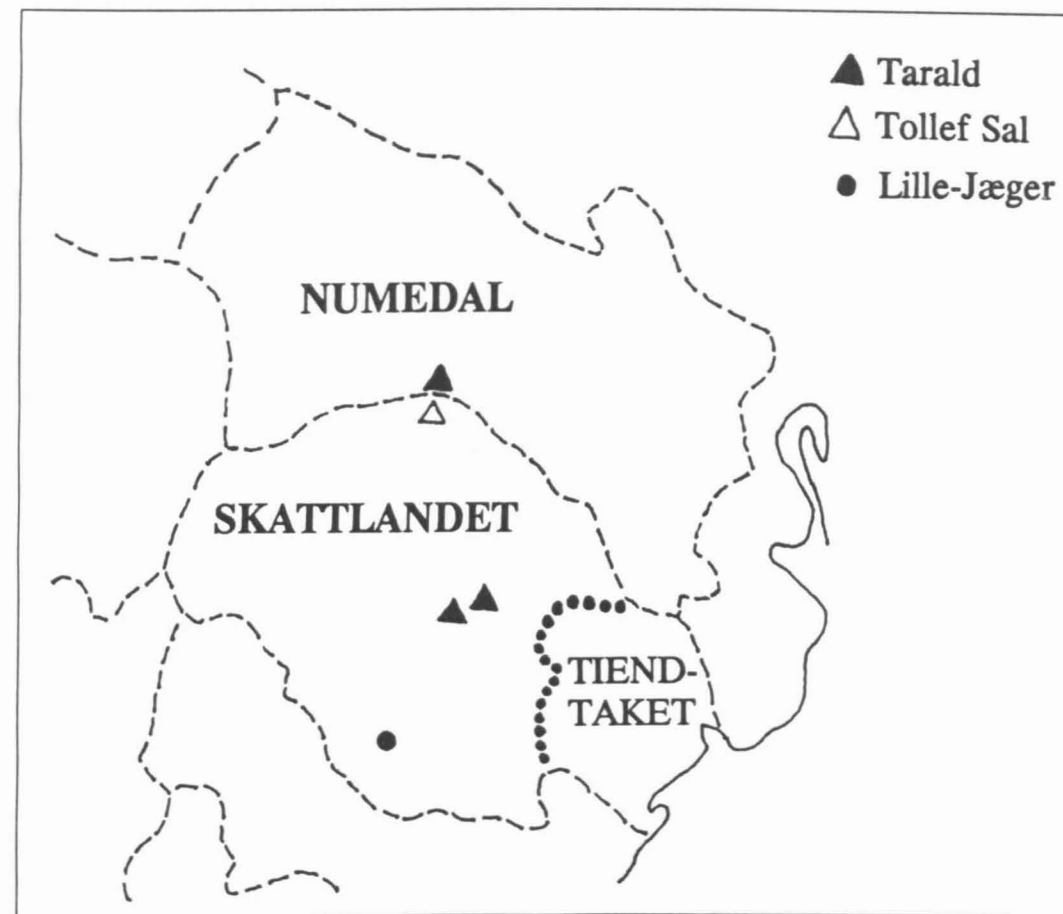 Tarald
Tollef Sal
Lille-Jæger
NUMEDAL
SKATTLANDET
TIEND-
TAKET